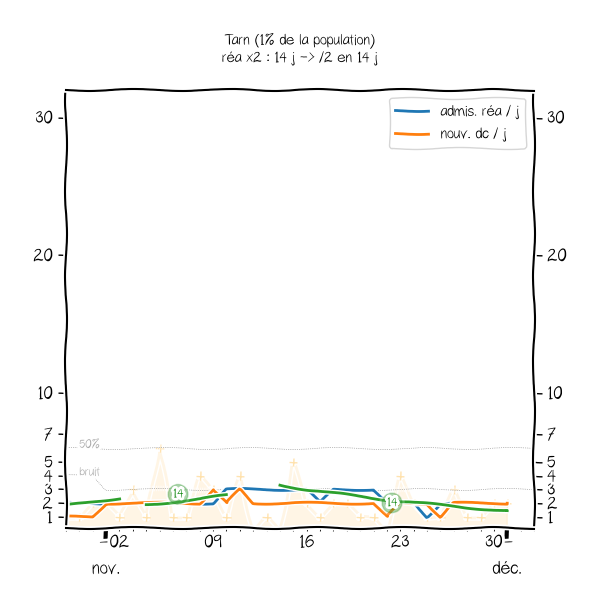 Tarn (1% de la population)
réa x2 : 14 j -> /2 en 14 j
admis. réa / j
nouv. dc / j
30 30
20 20
10 10
7 7
50%
5 5
4 4
bruit
3 3
14
2 2
14
1 1
02 09 16 23 30
nov. déc.